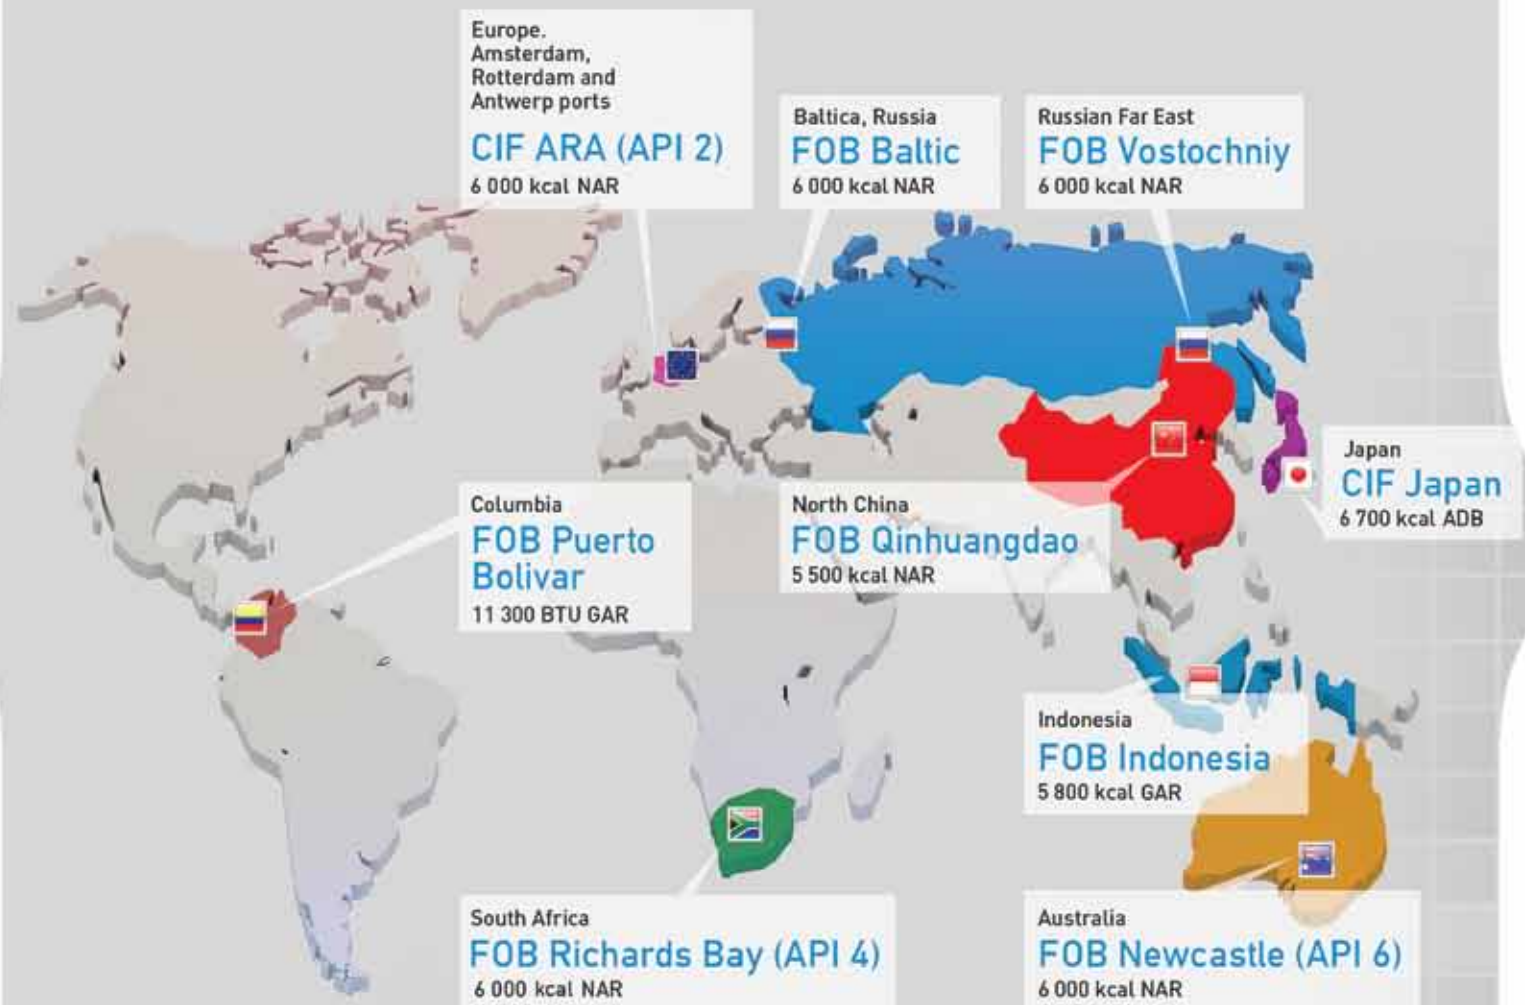 Europe.
Amsterdam,
Rotterdam and
Antwerp ports
CIF ARA (API 2)
6 000 kcal NAR
Baltica, Russia
FOB Baltic
6 000 kcal NAR
Russian Far East
FOB Vostochniy
6 000 kcal NAR
Japan
CIF Japan
6 700 kcal ADB
Columbia
FOB Puerto
Bolivar
11 300 BTU GAR
North China
FOB Qinhuangdao
5 500 kcal NAR
Indonesia
FOB Indonesia
5 800 kcal GAR
South Africa
FOB Richards Bay (API 4)
6 000 kcal NAR
Australia
FOB Newcastle (API 6)
6 000 kcal NAR